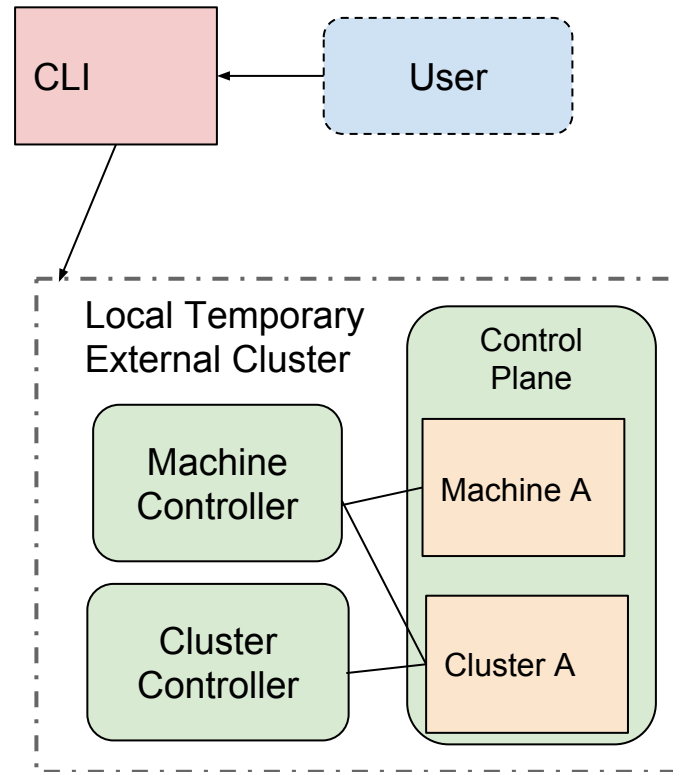 CLI
User
Local Temporary
External Cluster
Control
Plane
Machine
Controller
Machine A
Cluster
Controller
Cluster A